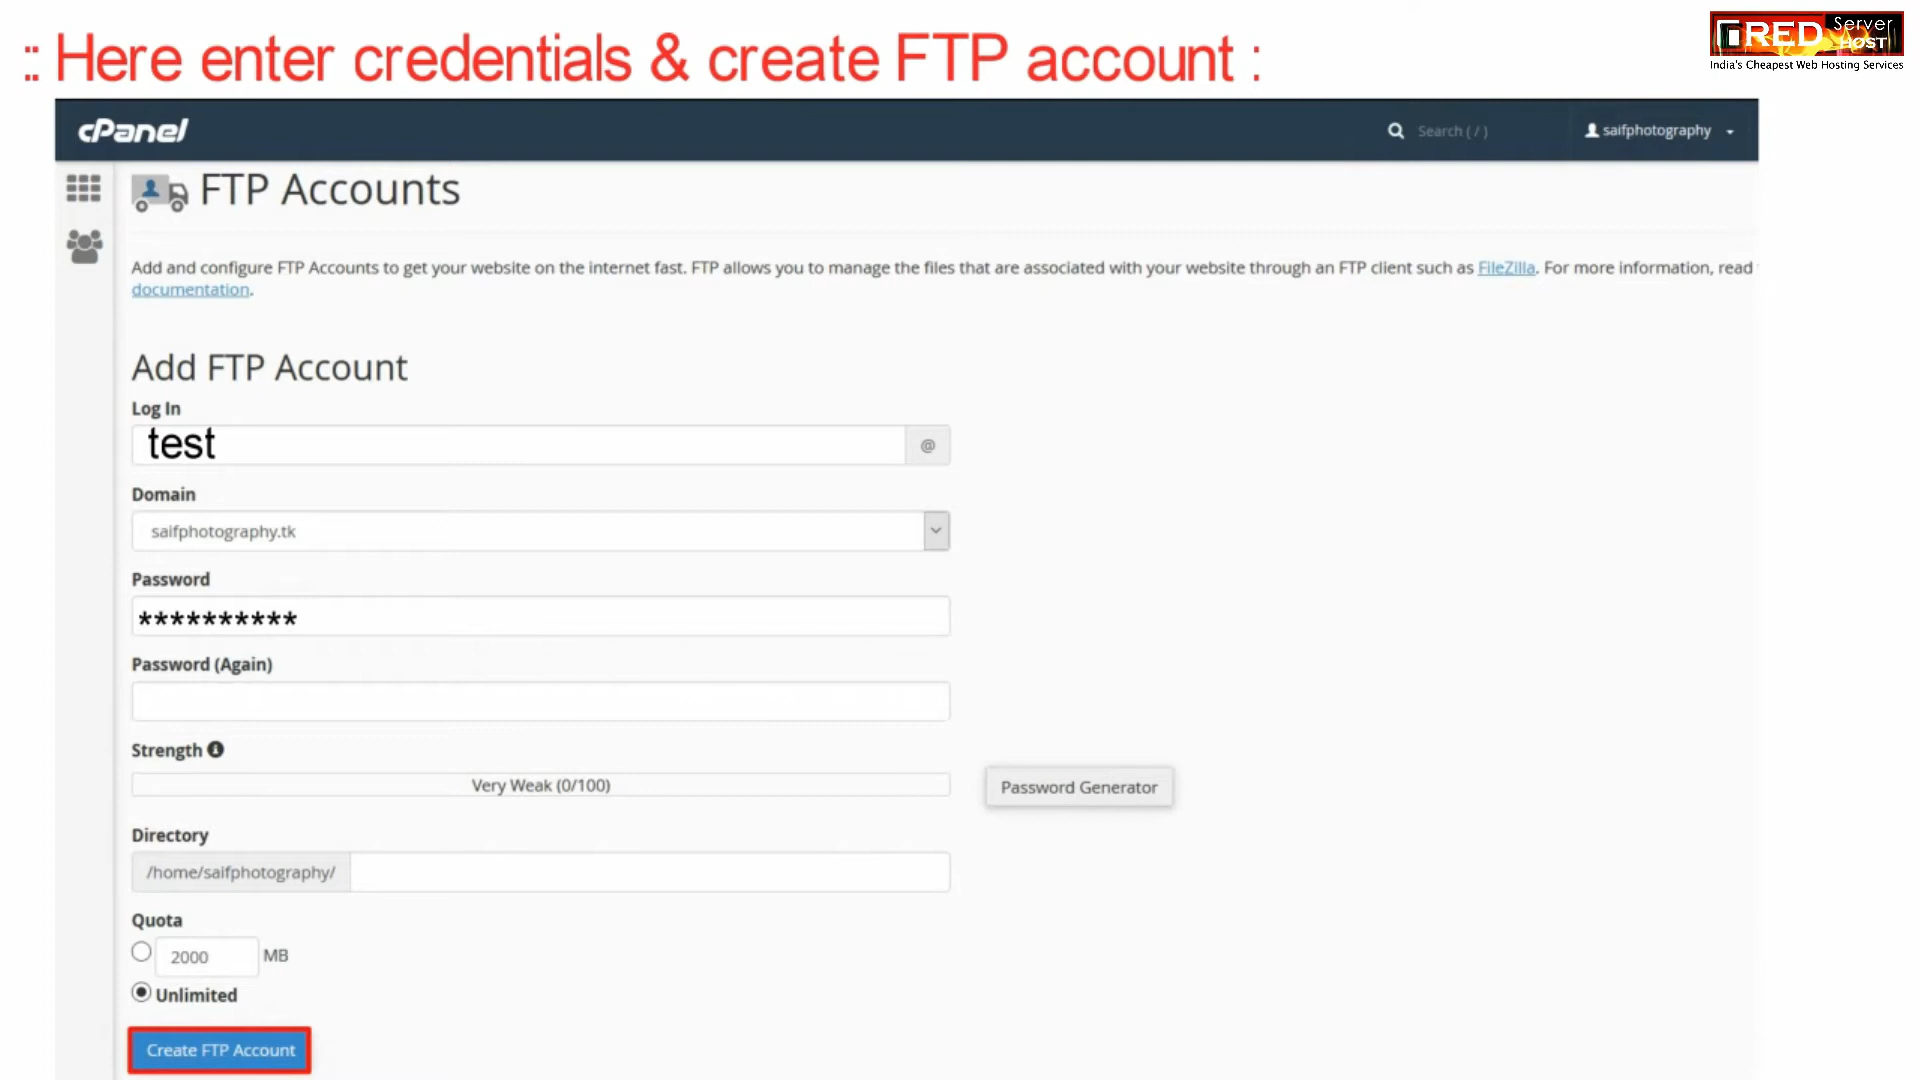 :: Here enter credentials & create FTP account :
RED Server HOST
India's Cheapest Web Hosting Services
cPanel
Search ( / )
saifphotography
FTP Accounts
Add and configure FTP Accounts to get your website on the internet fast. FTP allows you to manage the files that are associated with your website through an FTP client such as FileZilla. For more information, read
documentation.
Add FTP Account
Log In
test
@
Domain
saifphotography.tk
Password
**********
Password (Again)
Strength
Very Weak (0/100)
Password Generator
Directory
/home/saifphotography/
Quota
2000 MB
Unlimited
Create FTP Account